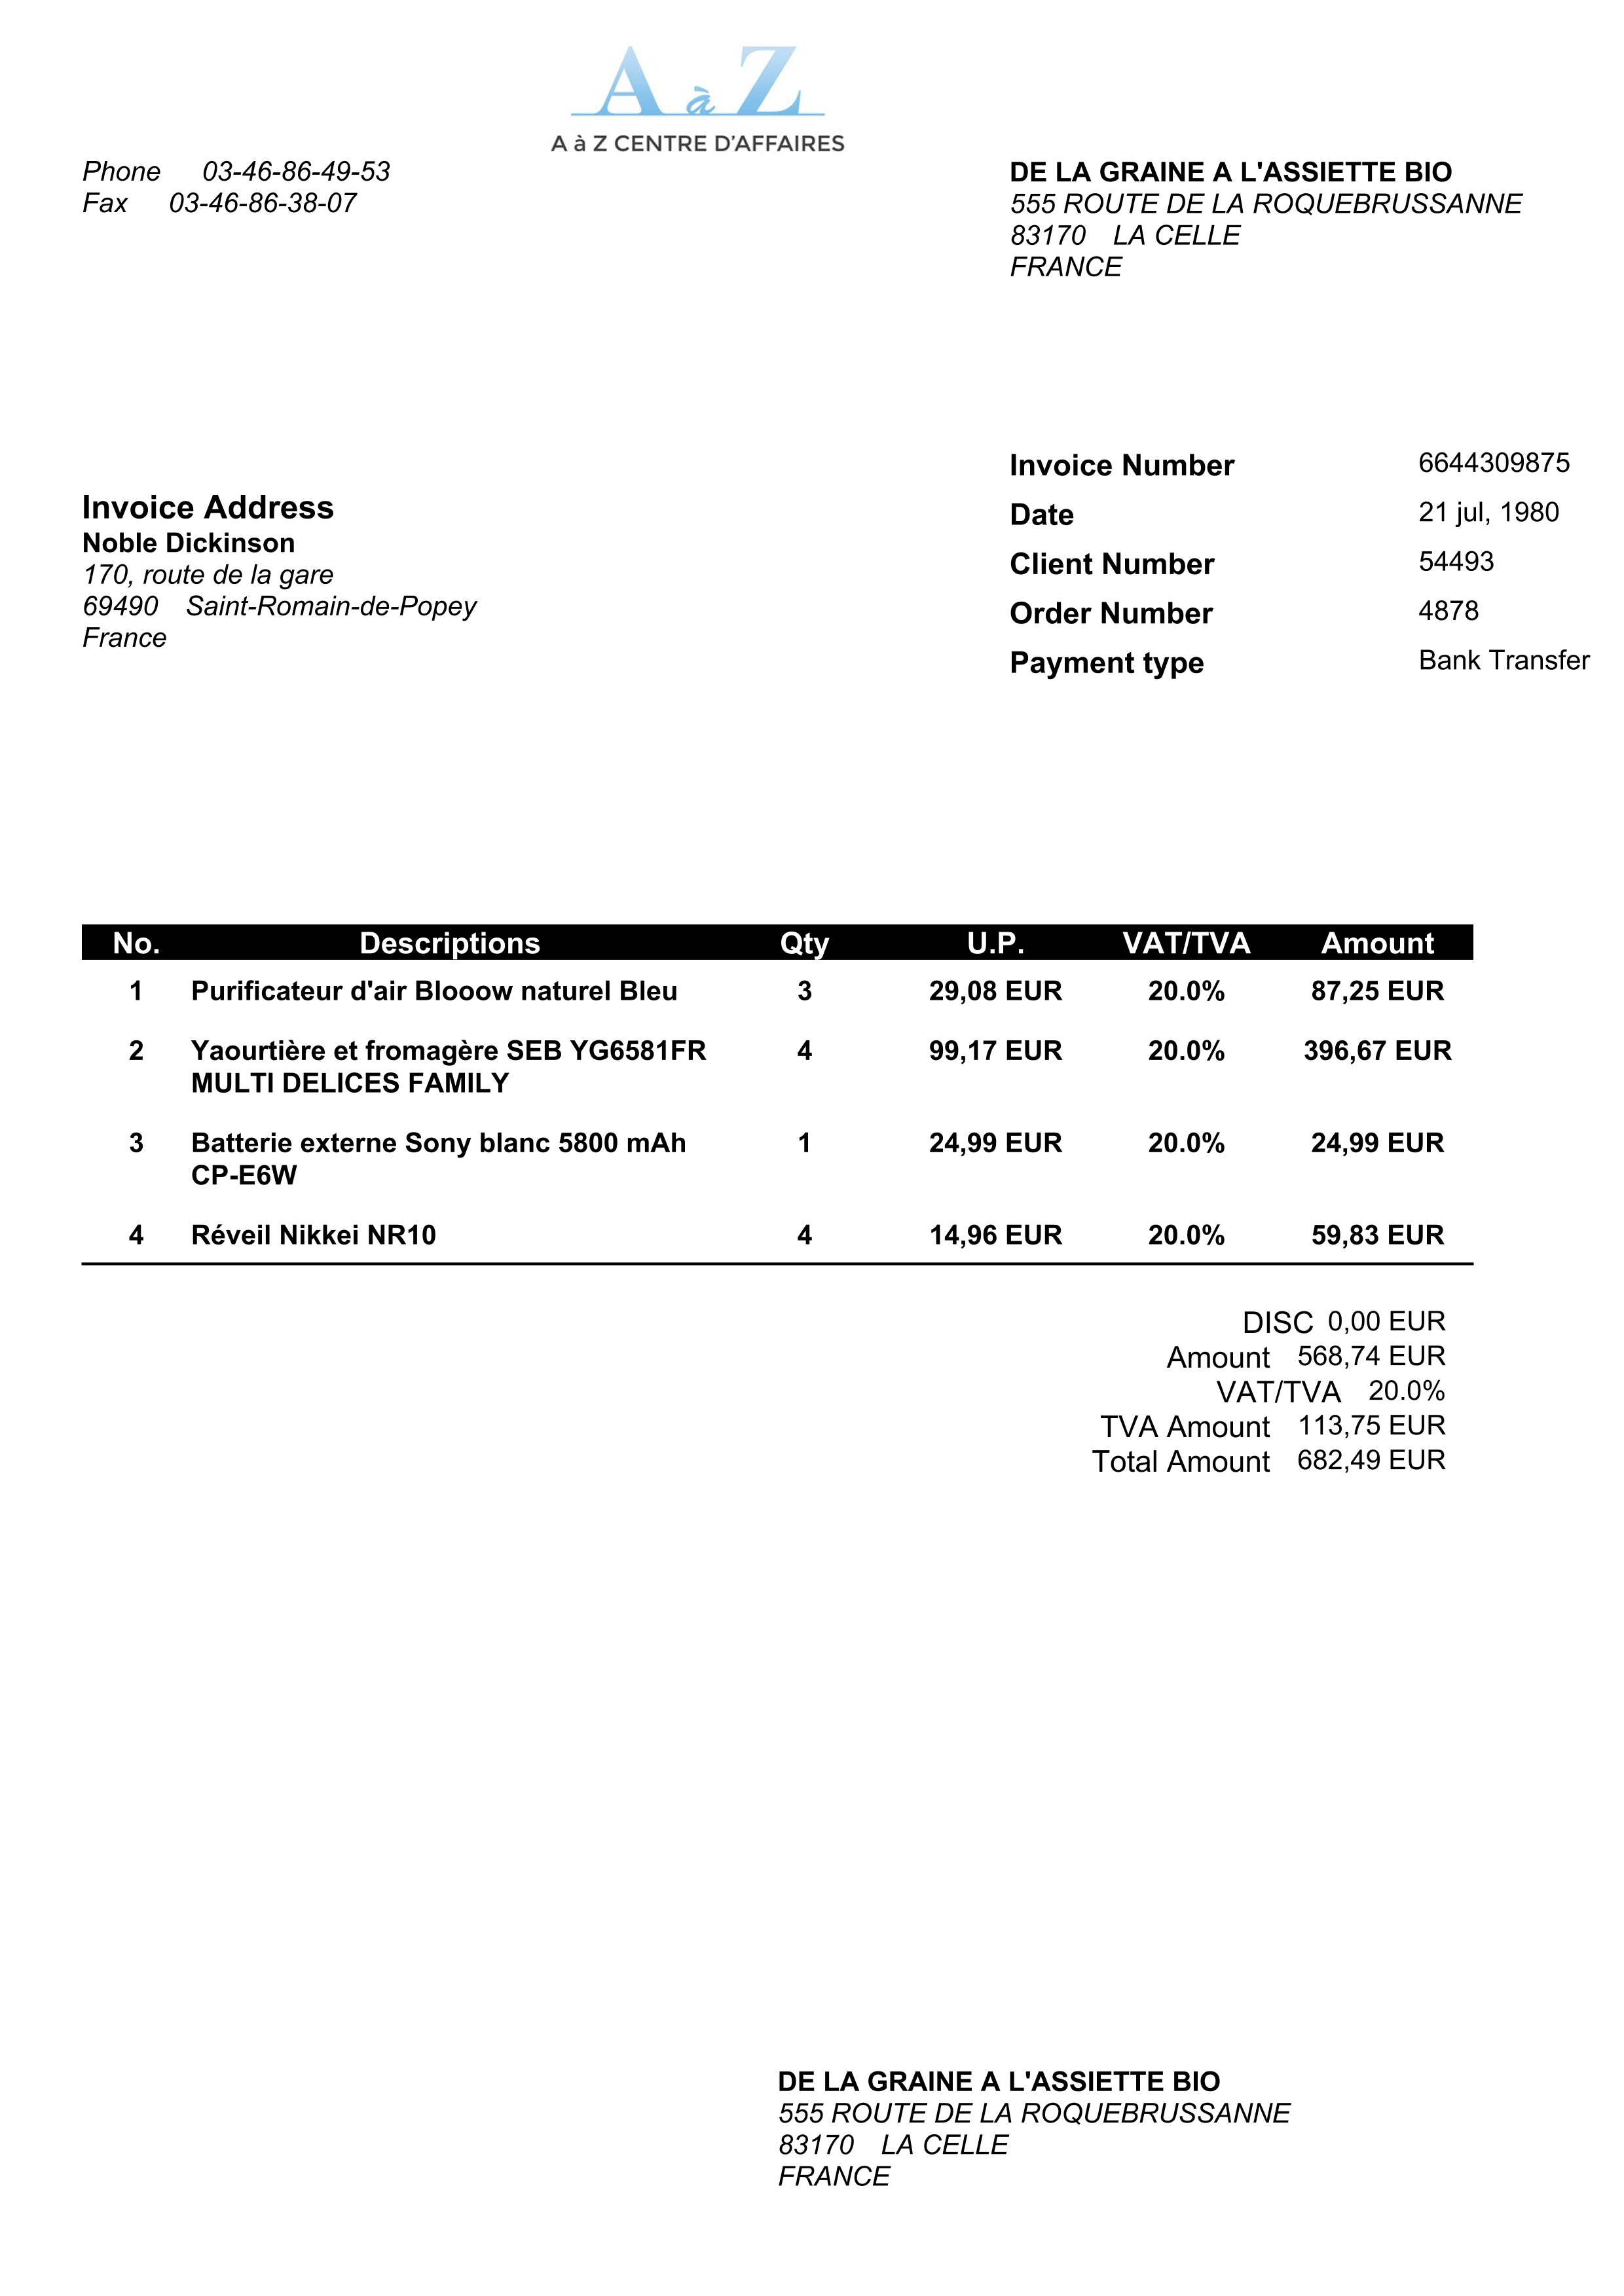 A à Z
A à Z CENTRE D'AFFAIRES
Phone 03-46-86-49-53
Fax 03-46-86-38-07
DE LA GRAINE A L'ASSIETTE BIO
555 ROUTE DE LA ROQUEBRUSSANNE
83170 LA CELLE
FRANCE
Invoice Address
Noble Dickinson
170, route de la gare
69490 Saint-Romain-de-Popey
France
Invoice Number 6644309875
Date 21 jul, 1980
Client Number 54493
Order Number 4878
Payment type Bank Transfer
No. Descriptions Qty U.P. VAT/TVA Amount
1 Purificateur d'air Blooow naturel Bleu 3 29,08 EUR 20.0% 87,25 EUR
2 Yaourtière et fromagère SEB YG6581FR 4 99,17 EUR 20.0% 396,67 EUR
MULTI DELICES FAMILY
3 Batterie externe Sony blanc 5800 mAh 1 24,99 EUR 20.0% 24,99 EUR
CP-E6W
4 Réveil Nikkei NR10 4 14,96 EUR 20.0% 59,83 EUR
DISC 0,00 EUR
Amount 568,74 EUR
VAT/TVA 20.0%
TVA Amount 113,75 EUR
Total Amount 682,49 EUR
DE LA GRAINE A L'ASSIETTE BIO
555 ROUTE DE LA ROQUEBRUSSANNE
83170 LA CELLE
FRANCE